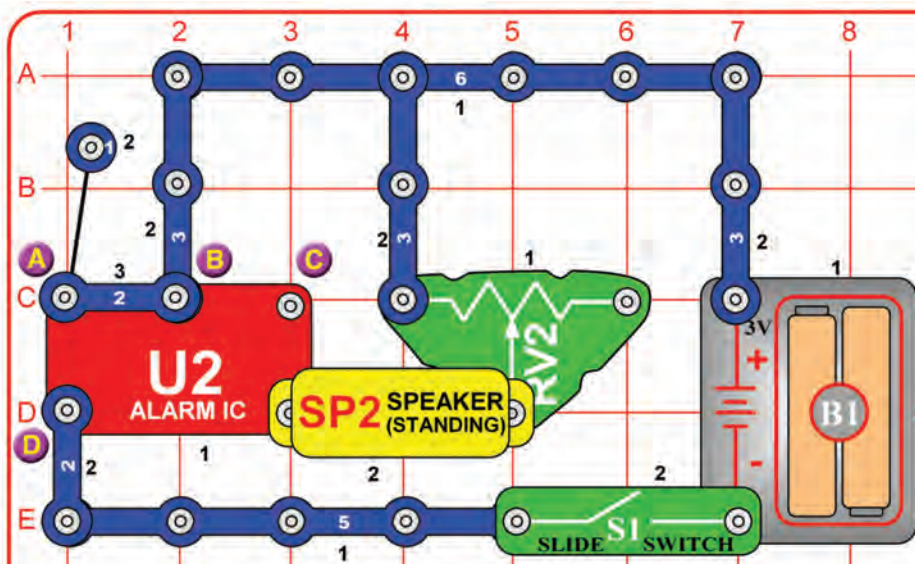 1 2 3 4 5 6 7 8
A
6
1
1 2
B
2 3
2 3
3 2
A
3
B
C
1
1
C
2
3V
+
U2
ALARM IC
RV2
D
SP2 SPEAKER
(STANDING)
B1
D
2 2
1
2
2
-
E
5
1
S1
SLIDE SWITCH